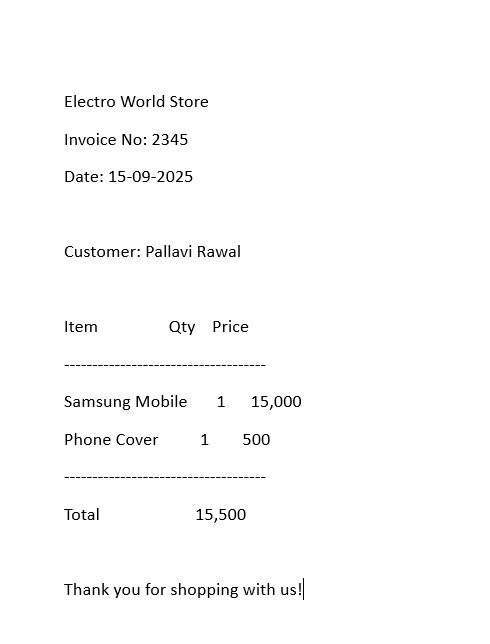 Electro World Store
Invoice No: 2345
Date: 15-09-2025
Customer: Pallavi Rawal
Item Qty Price
------------------------------------
Samsung Mobile 1 15,000
Phone Cover 1 500
------------------------------------
Total 15,500
Thank you for shopping with us!